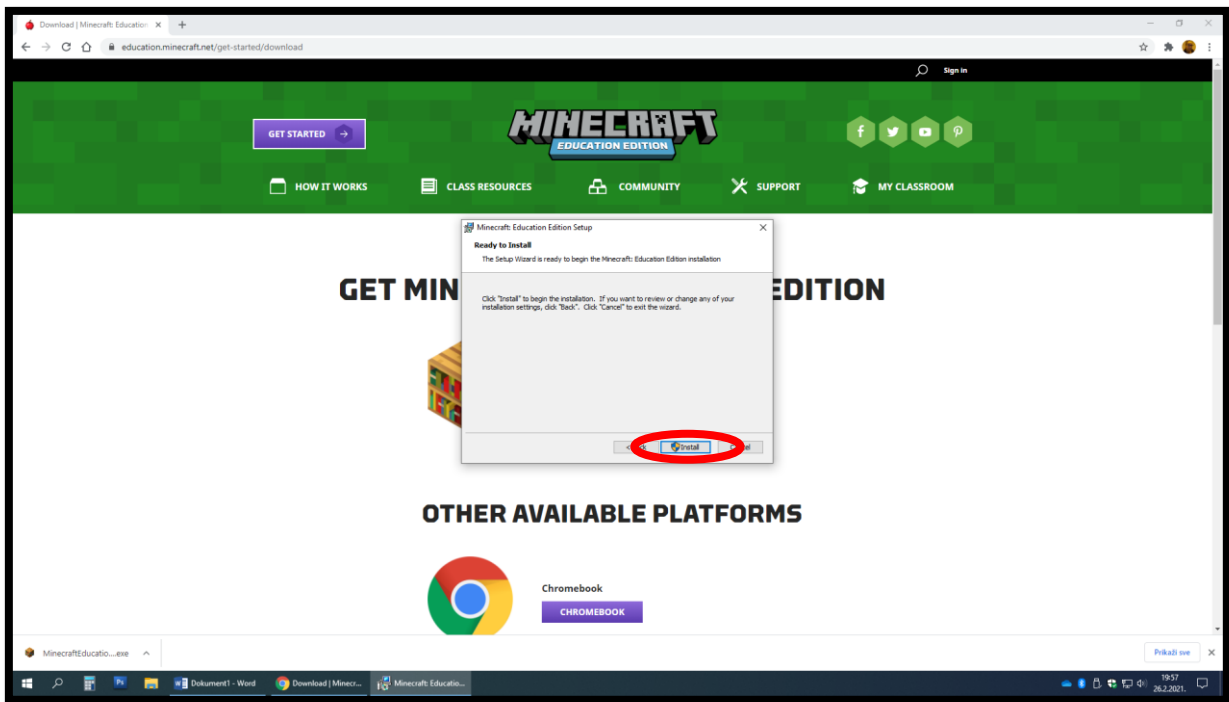 Download | Minecraft: Education
education.minecraft.net/get-started/download
Sign in
GET STARTED
MINECRAFT
EDUCATION EDITION
HOW IT WORKS
CLASS RESOURCES
COMMUNITY
SUPPORT
MY CLASSROOM
Minecraft: Education Edition Setup
Ready to Install
The Setup Wizard is ready to begin the Minecraft: Education Edition installation
GET MIN
EDITION
Click "Install" to begin the installation. If you want to review or change any of your
installation settings, click "Back". Click "Cancel" to exit the wizard.
Install
OTHER AVAILABLE PLATFORMS
Chromebook
CHROMEBOOK
MinecraftEducatio....exe
Prikaži sve
Ps
Dokument1 - Word
Download | Minecr...
Minecraft: Educatio...
19:57
26.2.2021.